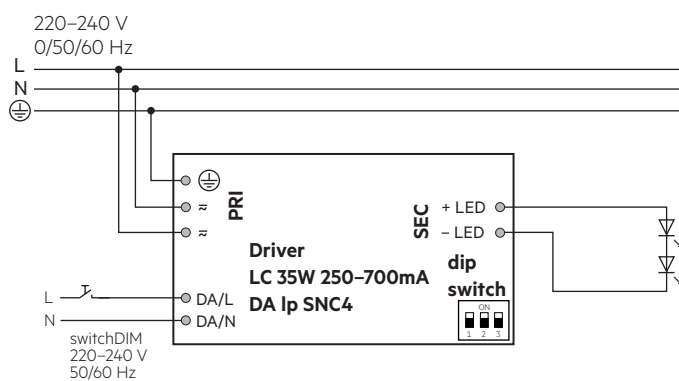 220–240 V
0/50/60 Hz
L
N
PRI
≂
≂
SEC
+ LED
– LED
Driver
LC 35W 250–700mA
DA lp SNC4
dip
switch
ON
1 2 3
L
DA/L
N
DA/N
switchDIM
220–240 V
50/60 Hz